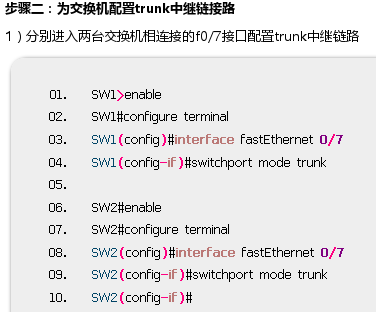 步骤二：为交换机配置trunk中继链接路
1）分别进入两台交换机相连接的f0/7接口配置trunk中继链路
01. SW1>enable
02. SW1#configure terminal
03. SW1(config)#interface fastEthernet 0/7
04. SW1(config-if)#switchport mode trunk
05.
06. SW2#enable
07. SW2#configure terminal
08. SW2(config)#interface fastEthernet 0/7
09. SW2(config-if)#switchport mode trunk
10. SW2(config-if)#